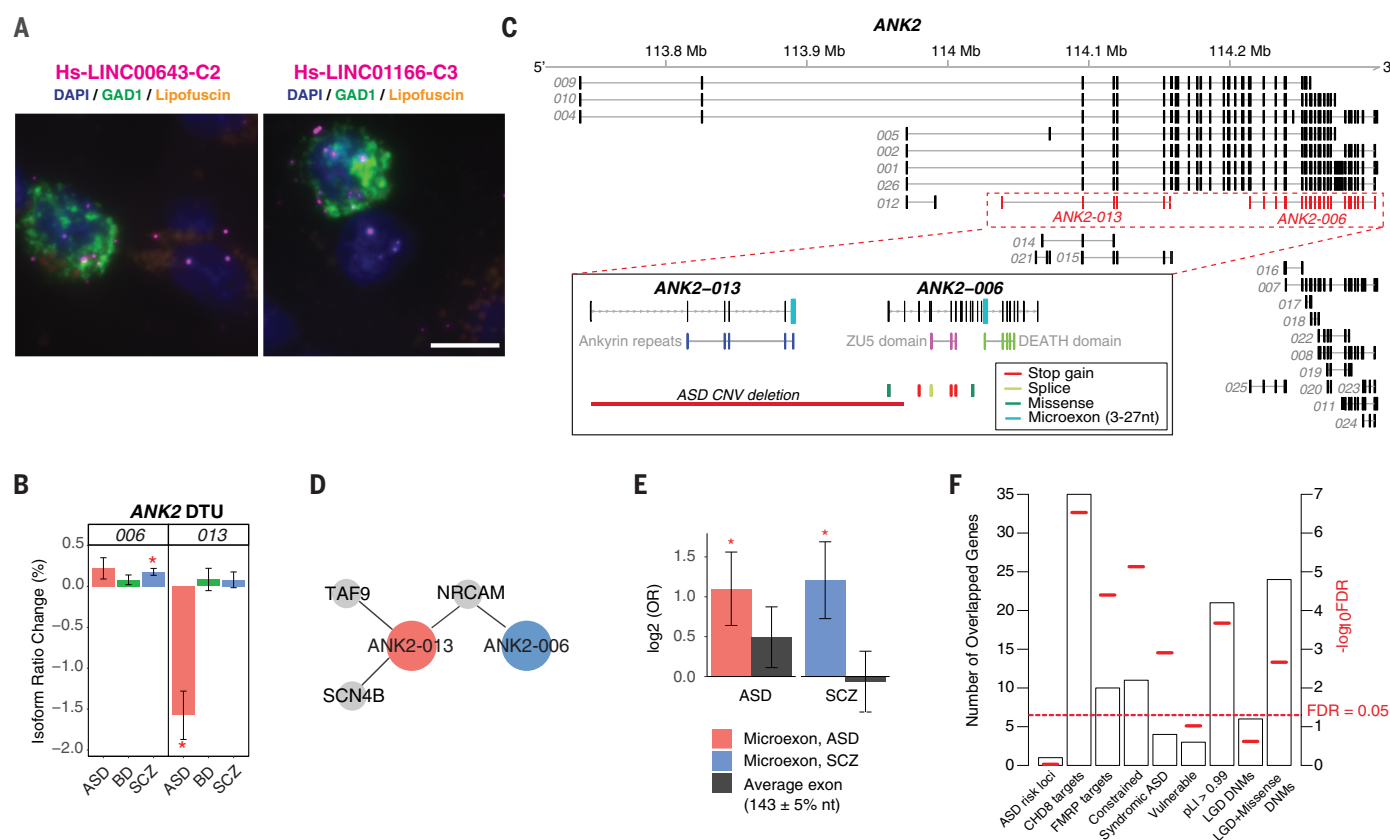 A
Hs-LINC00643-C2
DAPI / GAD1 / Lipofuscin
Hs-LINC01166-C3
DAPI / GAD1 / Lipofuscin
B
ANK2 DTU
006 013
Isoform Ratio Change (%)
0.5
0.0
−0.5
−1.0
−1.5
−2.0
*
*
ASD BD SCZ ASD BD SCZ
C
ANK2
113.8 Mb 113.9 Mb 114 Mb 114.1 Mb 114.2 Mb
5' 3'
009
010
004
005
002
001
026
012
ANK2-013 ANK2-006
014
021 015
016
007
017
018
022
008
019
025 020 023
011
024
ANK2−013 ANK2−006
Ankyrin repeats ZU5 domain DEATH domain
ASD CNV deletion
Stop gain
Splice
Missense
Microexon (3-27nt)
D
TAF9 NRCAM
ANK2-013 ANK2-006
SCN4B
E
log2 (OR)
1.5
1.0
0.5
0.0
* *
ASD SCZ
Microexon, ASD
Microexon, SCZ
Average exon
(143 ± 5% nt)
F
Number of Overlapped Genes
35
30
25
20
15
10
5
0
7
6
5
4
3
2
1
0
-log10FDR
FDR = 0.05
ASD risk loci
CHD8 targets
FMRP targets
Constrained
Syndromic ASD
Vulnerable
pLI > 0.99
LGD DNMs
LGD+Missense
DNMs